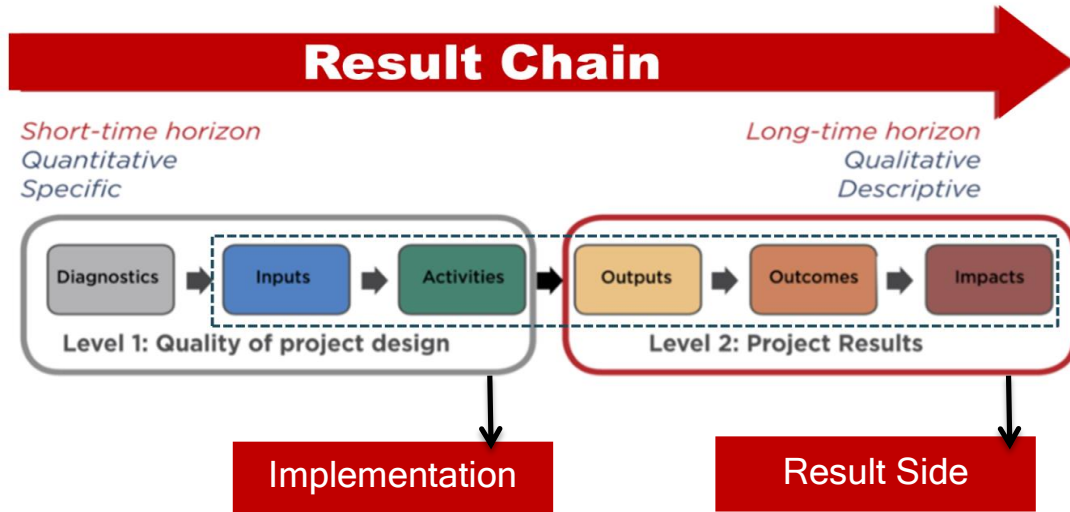 Result Chain
Short-time horizon
Quantitative
Specific
Long-time horizon
Qualitative
Descriptive
Diagnostics
Inputs
Activities
Outputs
Outcomes
Impacts
Level 1: Quality of project design
Level 2: Project Results
Implementation
Result Side